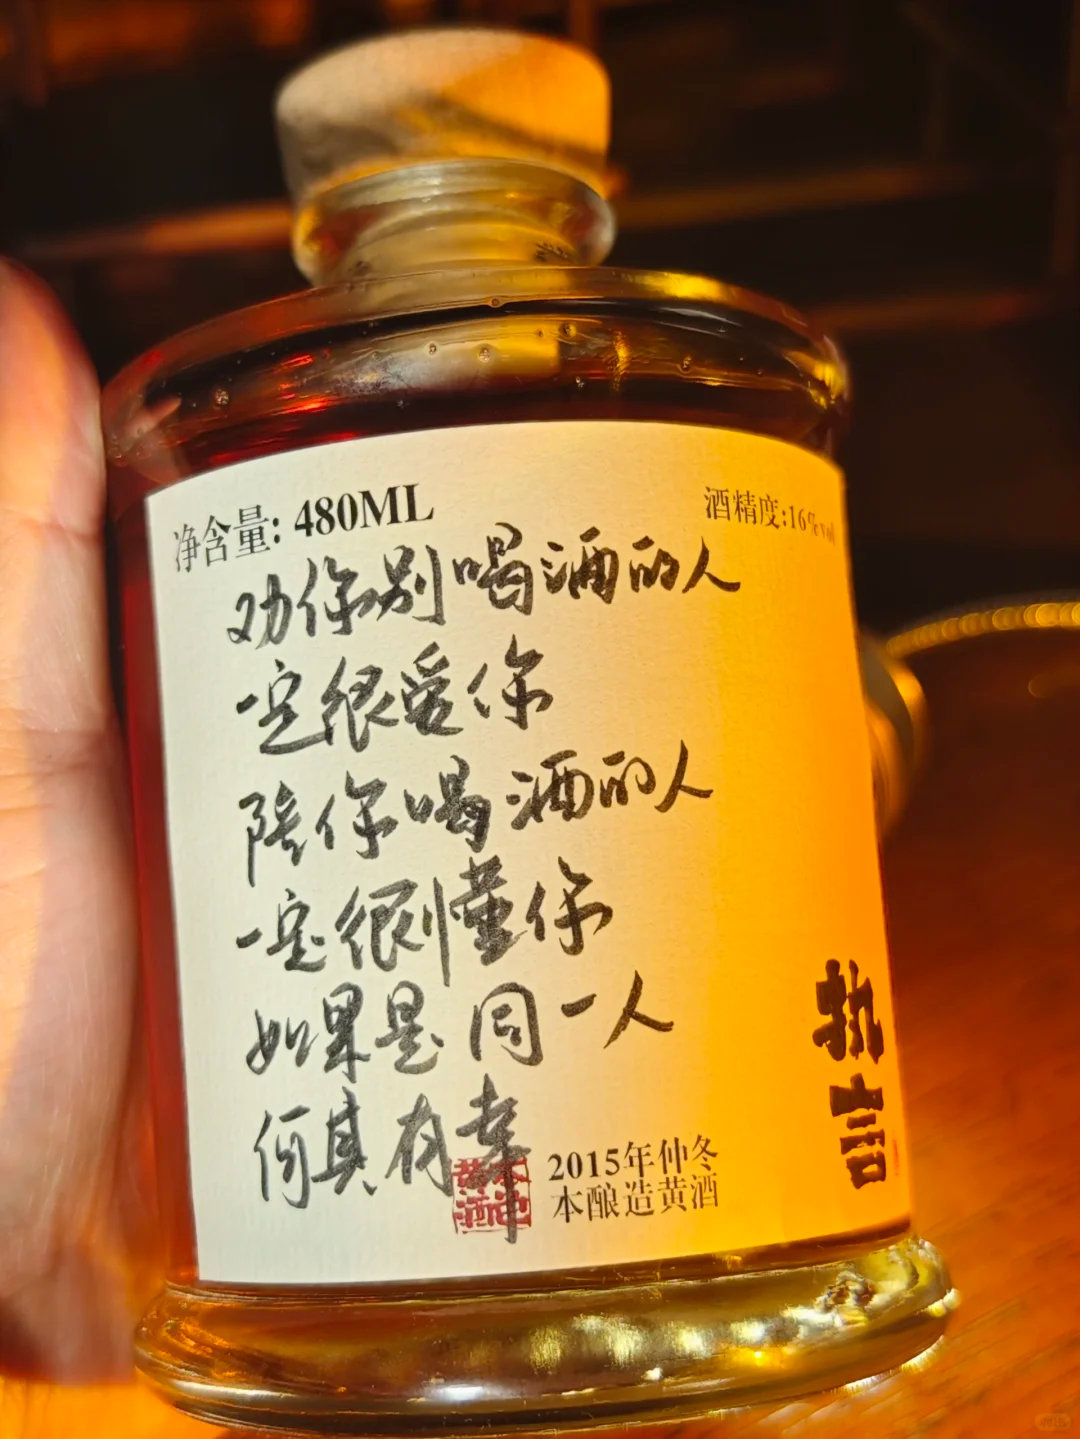 净含量: 480ML
酒精度:16%vol
劝你别喝酒的人
一定很爱你
陪你喝酒的人
一定很懂你
如果是同一人
何其有幸
执言
2015年仲冬
本酿造黄酒